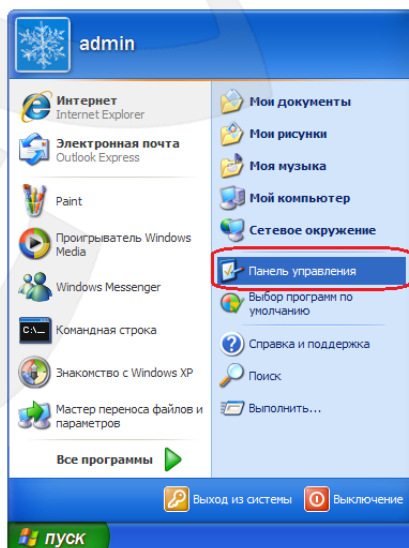 admin
Интернет
Internet Explorer
Электронная почта
Outlook Express
Paint
Проигрыватель Windows
Media
Windows Messenger
C:\_
Командная строка
Знакомство с Windows XP
Мастер переноса файлов и
параметров
Все программы
Мои документы
Мои рисунки
Моя музыка
Мой компьютер
Сетевое окружение
Панель управления
Выбор программ по
умолчанию
Справка и поддержка
Поиск
Выполнить...
Выход из системы
Выключение
пуск